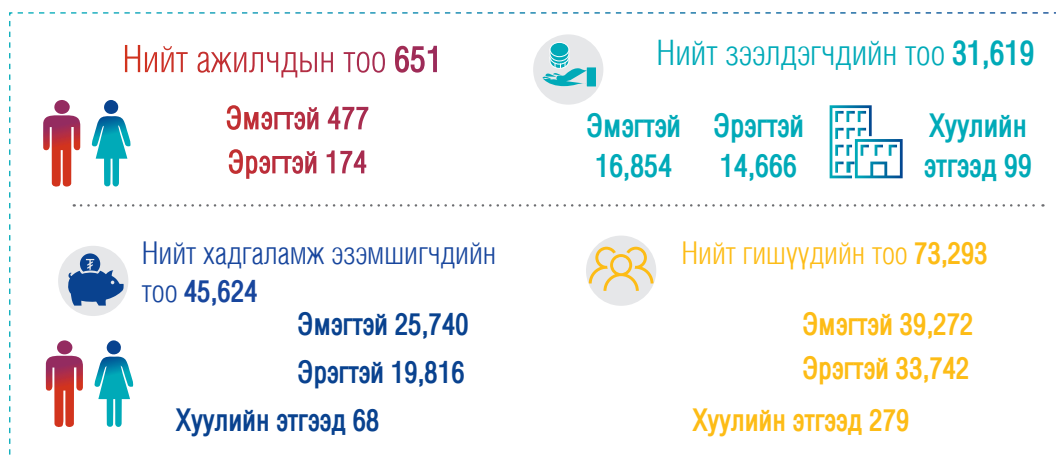 Нийт ажилчдын тоо 651
Эмэгтэй 477
Эрэгтэй 174
Нийт зээлдэгчдийн тоо 31,619
Эмэгтэй
16,854
Эрэгтэй
14,666
Хуулийн
этгээд 99
Нийт хадгаламж эзэмшигчдийн
тоо 45,624
₮
Эмэгтэй 25,740
Эрэгтэй 19,816
Хуулийн этгээд 68
Нийт гишүүдийн тоо 73,293
Эмэгтэй 39,272
Эрэгтэй 33,742
Хуулийн этгээд 279